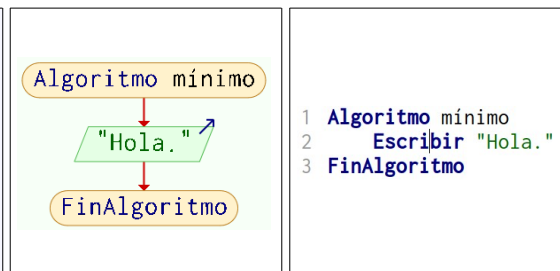 Algoritmo mínimo
"Hola."
FinAlgoritmo
1 Algoritmo mínimo
2 Escribir "Hola."
3 FinAlgoritmo